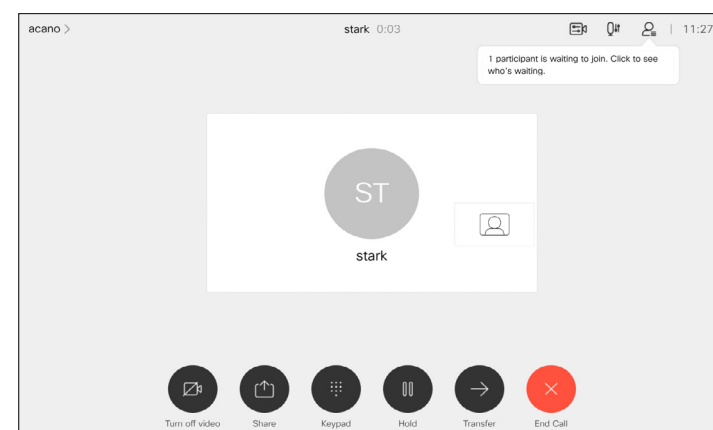 acano >
stark 0:03
11:27
1 participant is waiting to join. Click to see
who's waiting.
ST
stark
Turn off video
Share
Keypad
Hold
Transfer
End Call